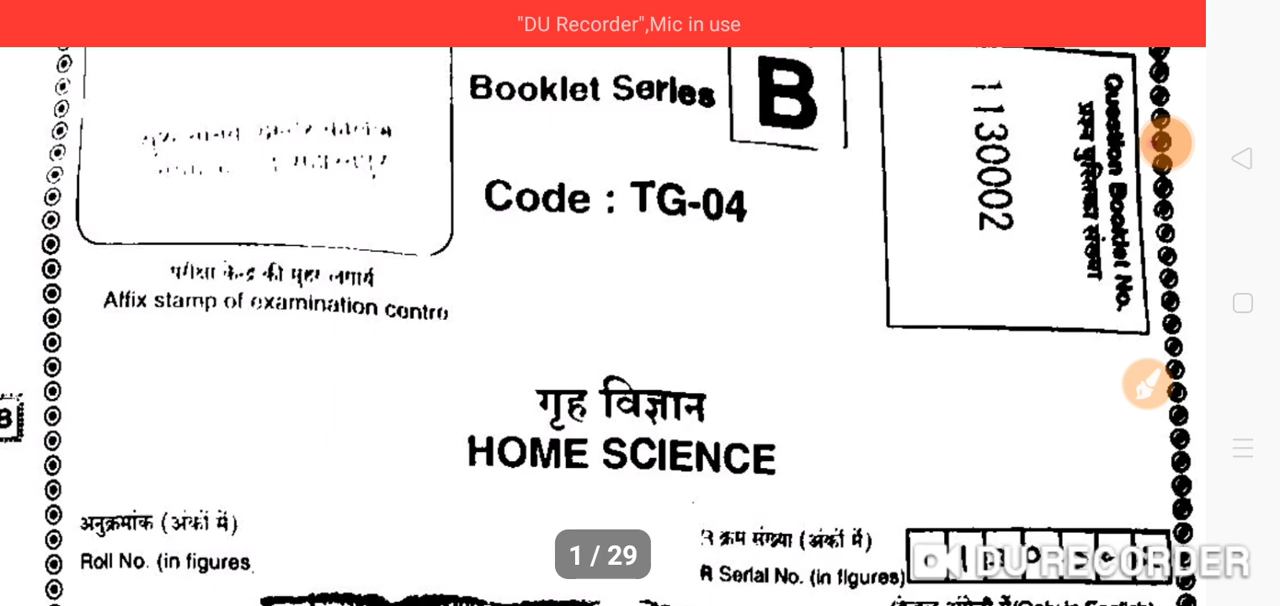 "DU Recorder",Mic in use
Booklet Series
B
Code : TG-04
1130002
Question Booklet No.
प्रश्न पुस्तिका संख्या
परीक्षा केन्द्र की मुहर लगायें
Affix stamp of examination centre
B
गृह विज्ञान
HOME SCIENCE
अनुक्रमांक (अंकों में)
Roll No. (in figures
1 / 29
R क्रम संख्या (अंकों में)
R Serial No. (in figures)
DU RECORDER